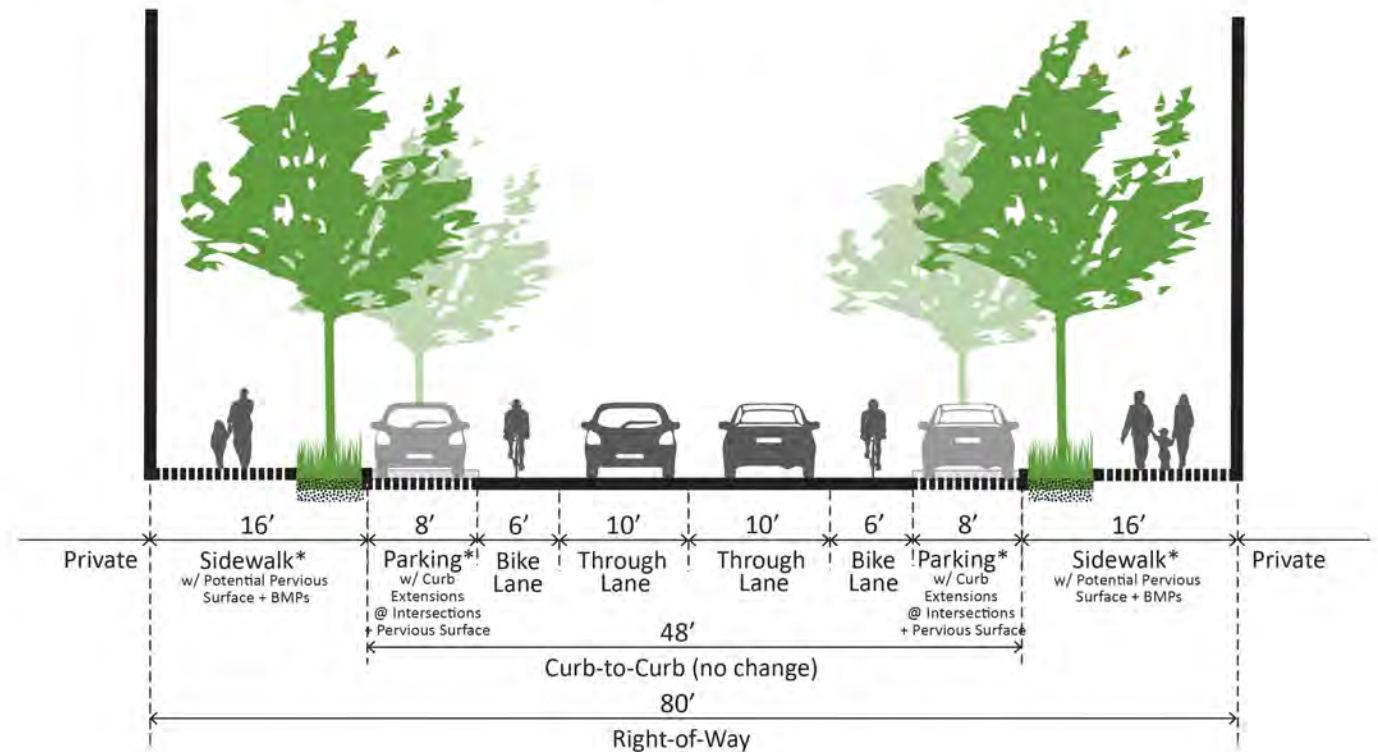 16’ 8’ 6’ 10’ 10’ 6’ 8’ 16’
Private
Sidewalk*
w/ Potential Pervious
Surface + BMPs
Parking*
w/ Curb
Extensions
@ Intersections
+ Pervious Surface
Bike
Lane
Through
Lane
Through
Lane
Bike
Lane
Parking*
w/ Curb
Extensions
@ Intersections
+ Pervious Surface
Sidewalk*
w/ Potential Pervious
Surface + BMPs
Private
48’
Curb-to-Curb (no change)
80’
Right-of-Way